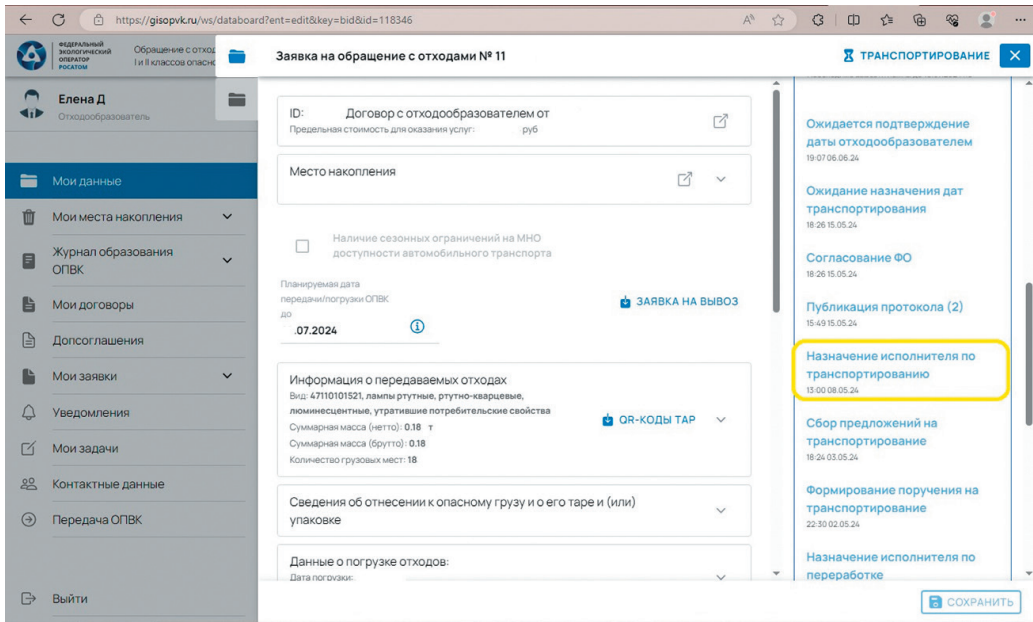 https://gisopvk.ru/ws/databoard?ent=edit&key=bid&id=118346
ФЕДЕРАЛЬНЫЙ
ЭКОЛОГИЧЕСКИЙ
ОПЕРАТОР
РОСАТОМ
Обращение с отход
I и II классов опасно
Заявка на обращение с отходами № 11
ТРАНСПОРТИРОВАНИЕ
Елена Д
Отходообразователь
Мои данные
Мои места накопления
Журнал образования
ОПВК
Мои договоры
Допсоглашения
Мои заявки
Уведомления
Мои задачи
Контактные данные
Передача ОПВК
Выйти
ID: Договор с отходообразователем от
Предельная стоимость для оказания услуг: руб
Место накопления
Наличие сезонных ограничений на МНО
доступности автомобильного транспорта
Планируемая дата
передачи/погрузки ОПВК
до
.07.2024
ЗАЯВКА НА ВЫВОЗ
Информация о передаваемых отходах
Вид: 47110101521, лампы ртутные, ртутно-кварцевые,
люминесцентные, утратившие потребительские свойства
Суммарная масса (нетто): 0.18 т
Суммарная масса (брутто): 0.18
Количество грузовых мест: 18
QR-КОДЫ ТАР
Сведения об отнесении к опасному грузу и о его таре и (или)
упаковке
Данные о погрузке отходов:
Дата погрузки:
Ожидается подтверждение
даты отходообразователем
19:07 06.06.24
Ожидание назначения дат
транспортирования
18:26 15.05.24
Согласование ФО
18:26 15.05.24
Публикация протокола (2)
15:49 15.05.24
Назначение исполнителя по
транспортированию
13:00 08.05.24
Сбор предложений на
транспортирование
18:24 03.05.24
Формирование поручения на
транспортирование
22:30 02.05.24
Назначение исполнителя по
переработке
СОХРАНИТЬ